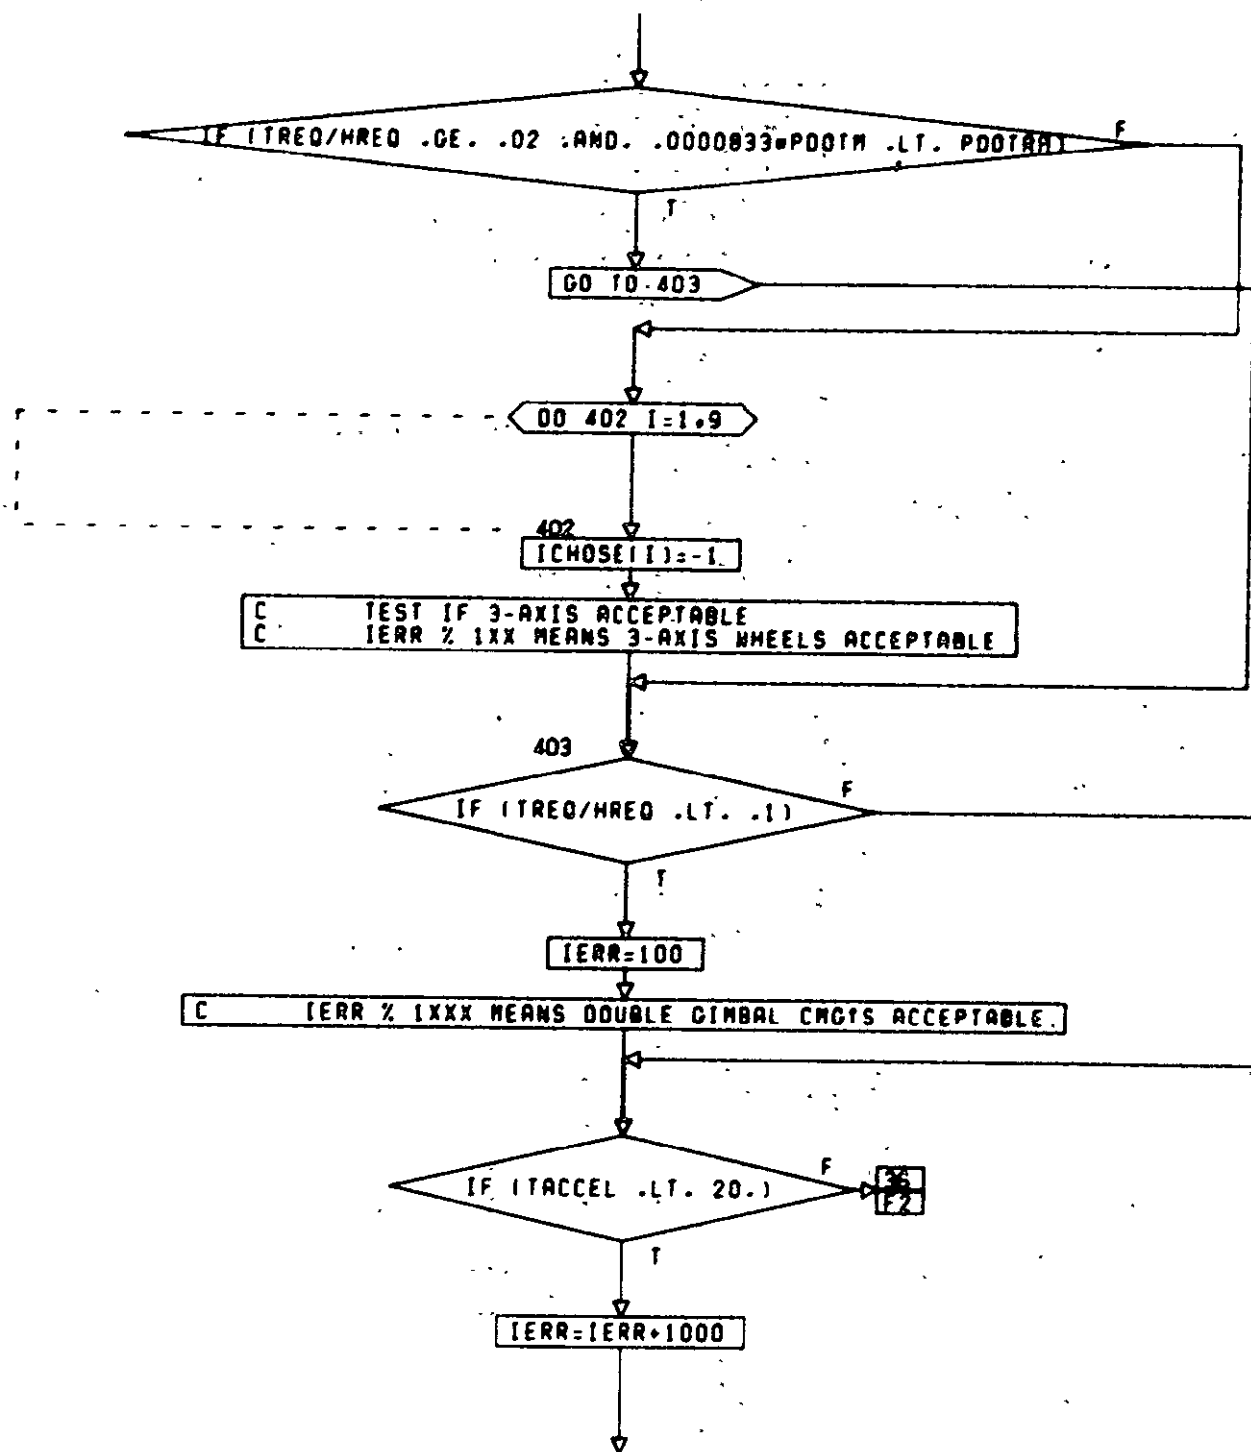 IF (TREQ/HREQ .GE. .02 .AND. .0000833*PDOTM .LT. PDOTRA)
F
T
GO TO 403
DO 402 I=1,9
402
ICHOSE(I)=-1
C TEST IF 3-AXIS ACCEPTABLE
C IERR % 1XX MEANS 3-AXIS WHEELS ACCEPTABLE
403
IF (TREQ/HREQ .LT. .1)
F
T
IERR=100
C IERR % 1XXX MEANS DOUBLE GIMBAL CMGTS ACCEPTABLE.
IF (TACCEL .LT. 20.)
F
36
F2
T
IERR=IERR+1000